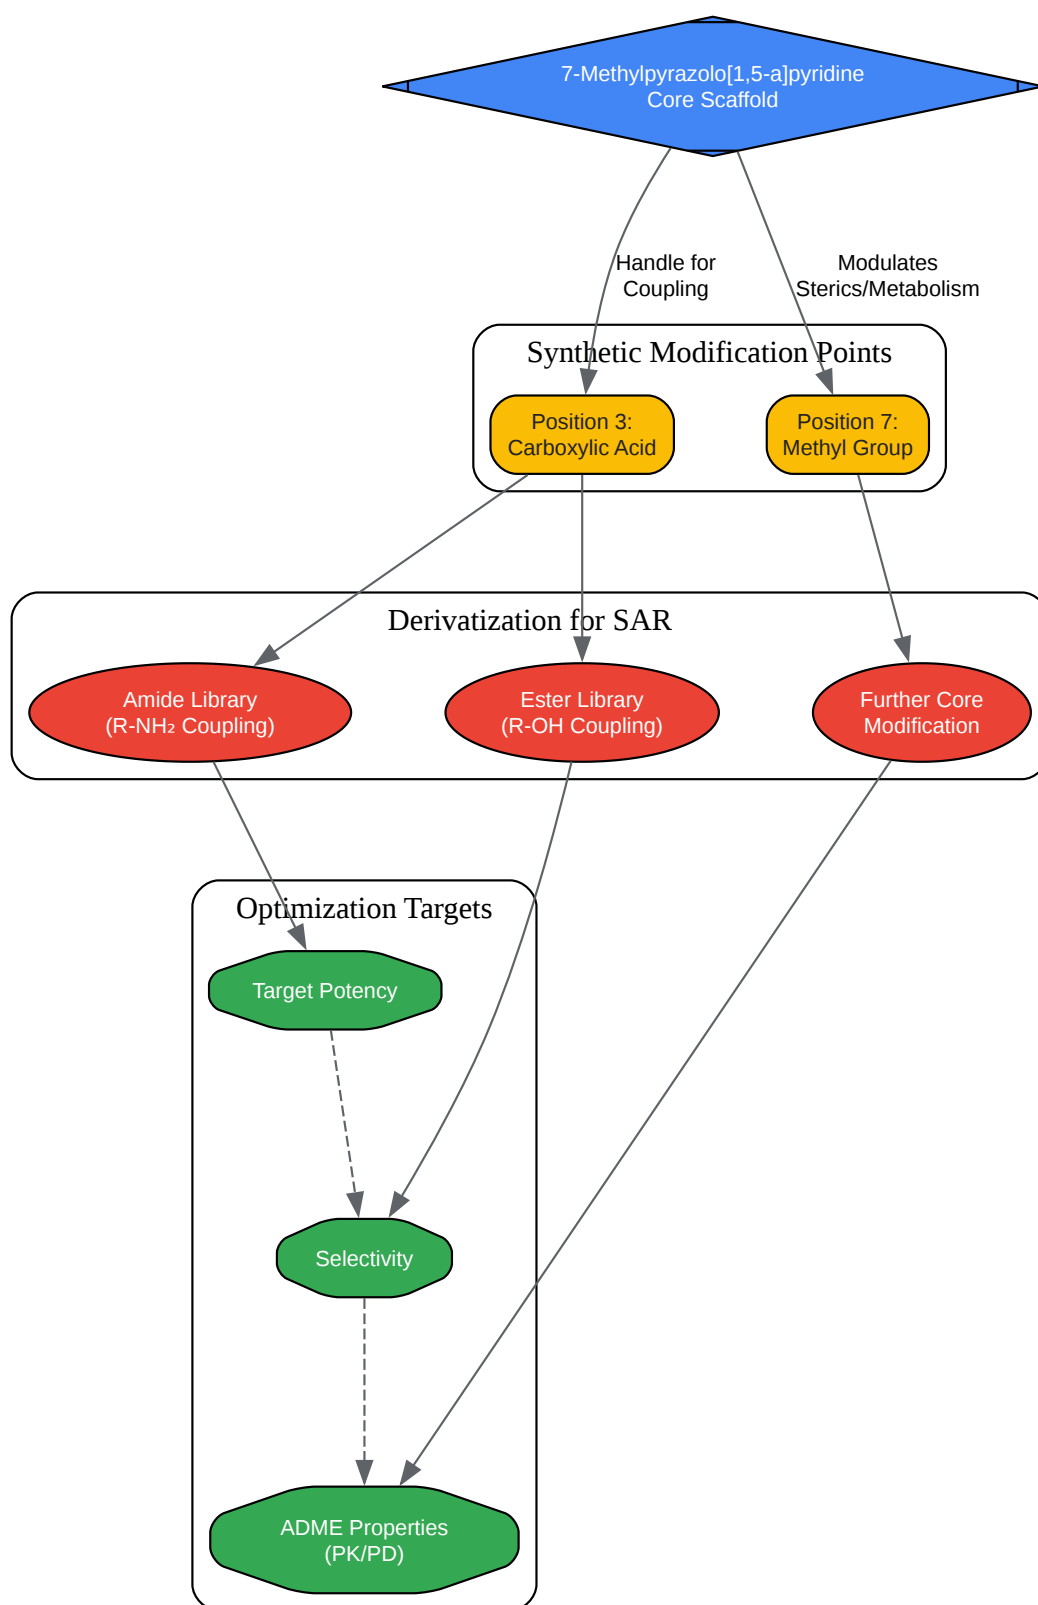 7-Methylpyrazolo[1,5-a]pyridine
Core Scaffold
Handle for
Coupling
Modulates
Sterics/Metabolism
Synthetic Modification Points
Position 3:
Carboxylic Acid
Position 7:
Methyl Group
Derivatization for SAR
Amide Library
(R-NH₂ Coupling)
Ester Library
(R-OH Coupling)
Further Core
Modification
Optimization Targets
Target Potency
Selectivity
ADME Properties
(PK/PD)